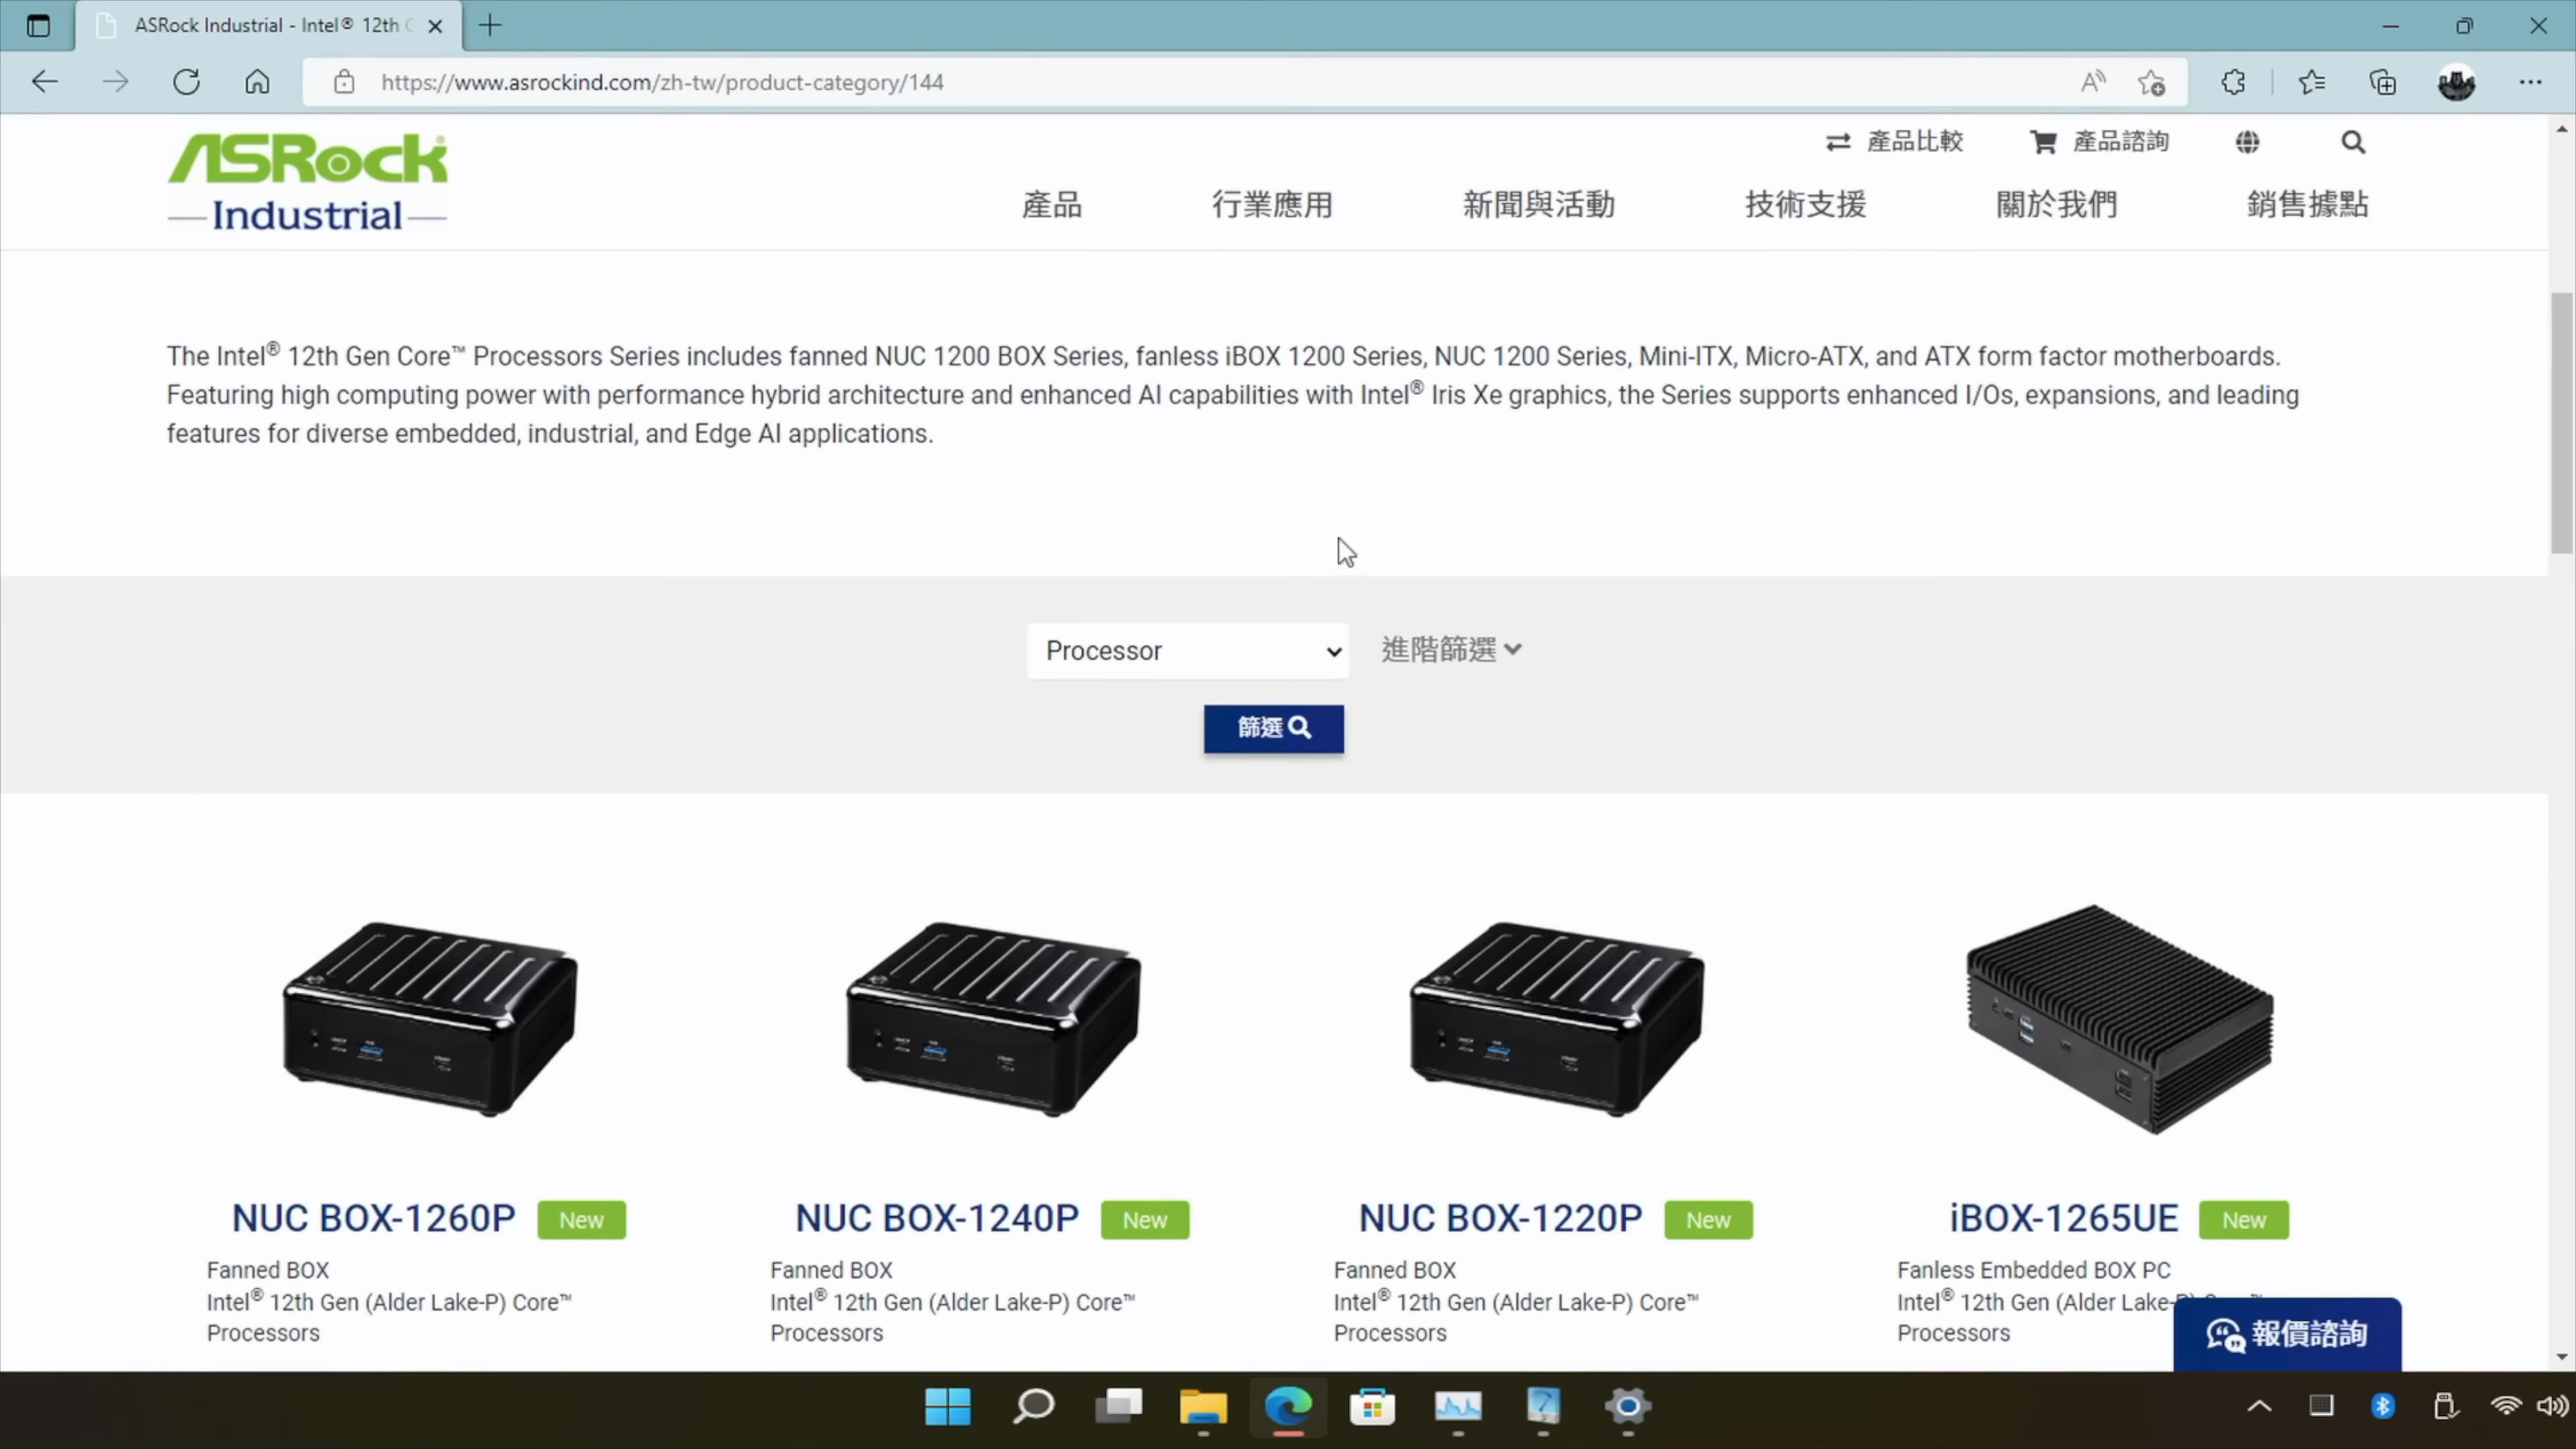 ASRock Industrial - Intel® 12th
https://www.asrockind.com/zh-tw/product-category/144
ASRock
Industrial
產品比較
產品諮詢
產品
行業應用
新聞與活動
技術支援
關於我們
銷售據點
The Intel® 12th Gen Core™ Processors Series includes fanned NUC 1200 BOX Series, fanless iBOX 1200 Series, NUC 1200 Series, Mini-ITX, Micro-ATX, and ATX form factor motherboards.
Featuring high computing power with performance hybrid architecture and enhanced AI capabilities with Intel® Iris Xe graphics, the Series supports enhanced I/Os, expansions, and leading
features for diverse embedded, industrial, and Edge AI applications.
Processor
進階篩選
篩選
NUC BOX-1260P New
Fanned BOX
Intel® 12th Gen (Alder Lake-P) Core™
Processors
NUC BOX-1240P New
Fanned BOX
Intel® 12th Gen (Alder Lake-P) Core™
Processors
NUC BOX-1220P New
Fanned BOX
Intel® 12th Gen (Alder Lake-P) Core™
Processors
iBOX-1265UE New
Fanless Embedded BOX PC
Intel® 12th Gen (Alder Lake-
Processors
報價諮詢